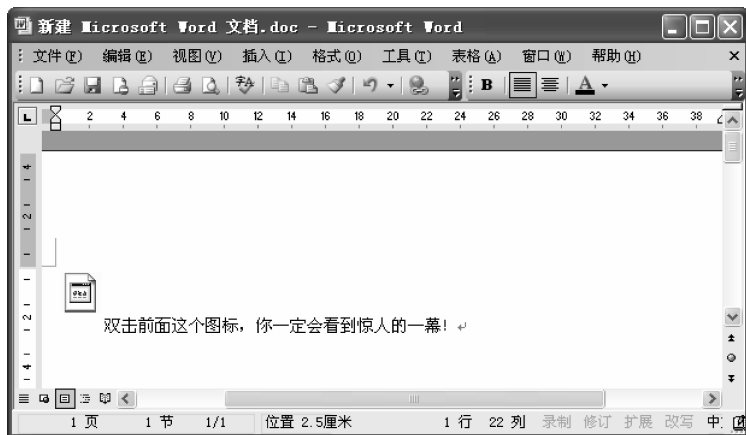 新建 Microsoft Word 文档.doc - Microsoft Word
文件(F) 编辑(E) 视图(V) 插入(I) 格式(O) 工具(T) 表格(A) 窗口(W) 帮助(H)
B A
L 2 4 6 8 10 12 14 16 18 20 22 24 26 28 30 32 34 36 38
4
2
2
双击前面这个图标，你一定会看到惊人的一幕！
4
1 页 1 节 1/1 位置 2.5厘米 1 行 22 列 录制 修订 扩展 改写 中